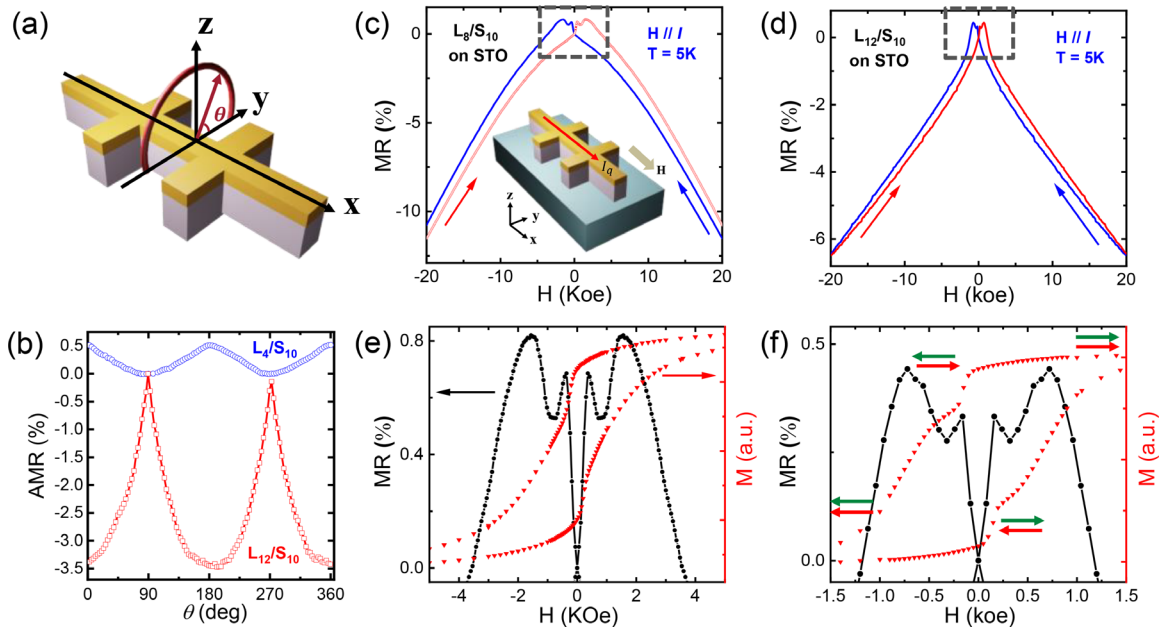 (a)
z
y
θ
x
(b)
L4/S10
L12/S10
AMR (%)
0.5
0.0
-0.5
-1.0
-1.5
-2.0
-2.5
-3.0
-3.5
0 90 180 270 360
θ (deg)
(c)
L8/S10
on STO
H // I
T = 5K
MR (%)
0
-5
-10
Iq
H
z
y
x
-20 -10 0 10 20
H (Koe)
(d)
L12/S10
on STO
H // I
T = 5K
MR (%)
0
-2
-4
-6
-20 -10 0 10 20
H (koe)
(e)
MR (%)
0.8
0.4
0.0
M (a.u.)
-4 -2 0 2 4
H (KOe)
(f)
MR (%)
0.5
0.0
M (a.u.)
-1.5 -1.0 -0.5 0.0 0.5 1.0 1.5
H (koe)